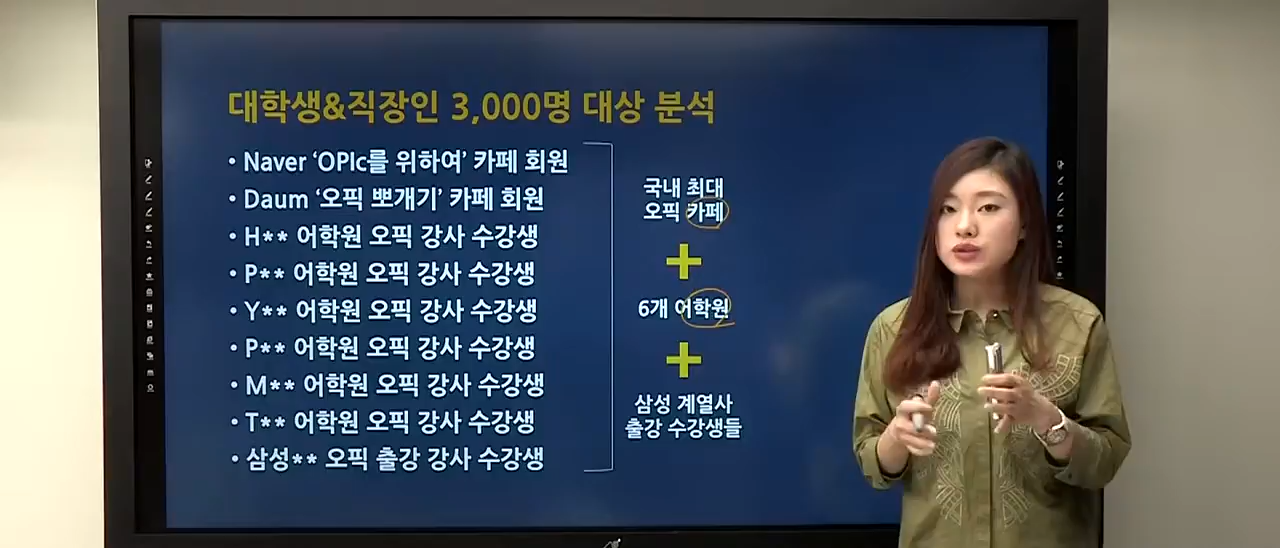 대학생&직장인 3,000명 대상 분석
• Naver ‘OPIc를 위하여’ 카페 회원
• Daum ‘오픽 뽀개기’ 카페 회원
• H** 어학원 오픽 강사 수강생
• P** 어학원 오픽 강사 수강생
• Y** 어학원 오픽 강사 수강생
• P** 어학원 오픽 강사 수강생
• M** 어학원 오픽 강사 수강생
• T** 어학원 오픽 강사 수강생
• 삼성** 오픽 출강 강사 수강생
국내 최대
오픽 카페
+
6개 어학원
+
삼성 계열사
출강 수강생들